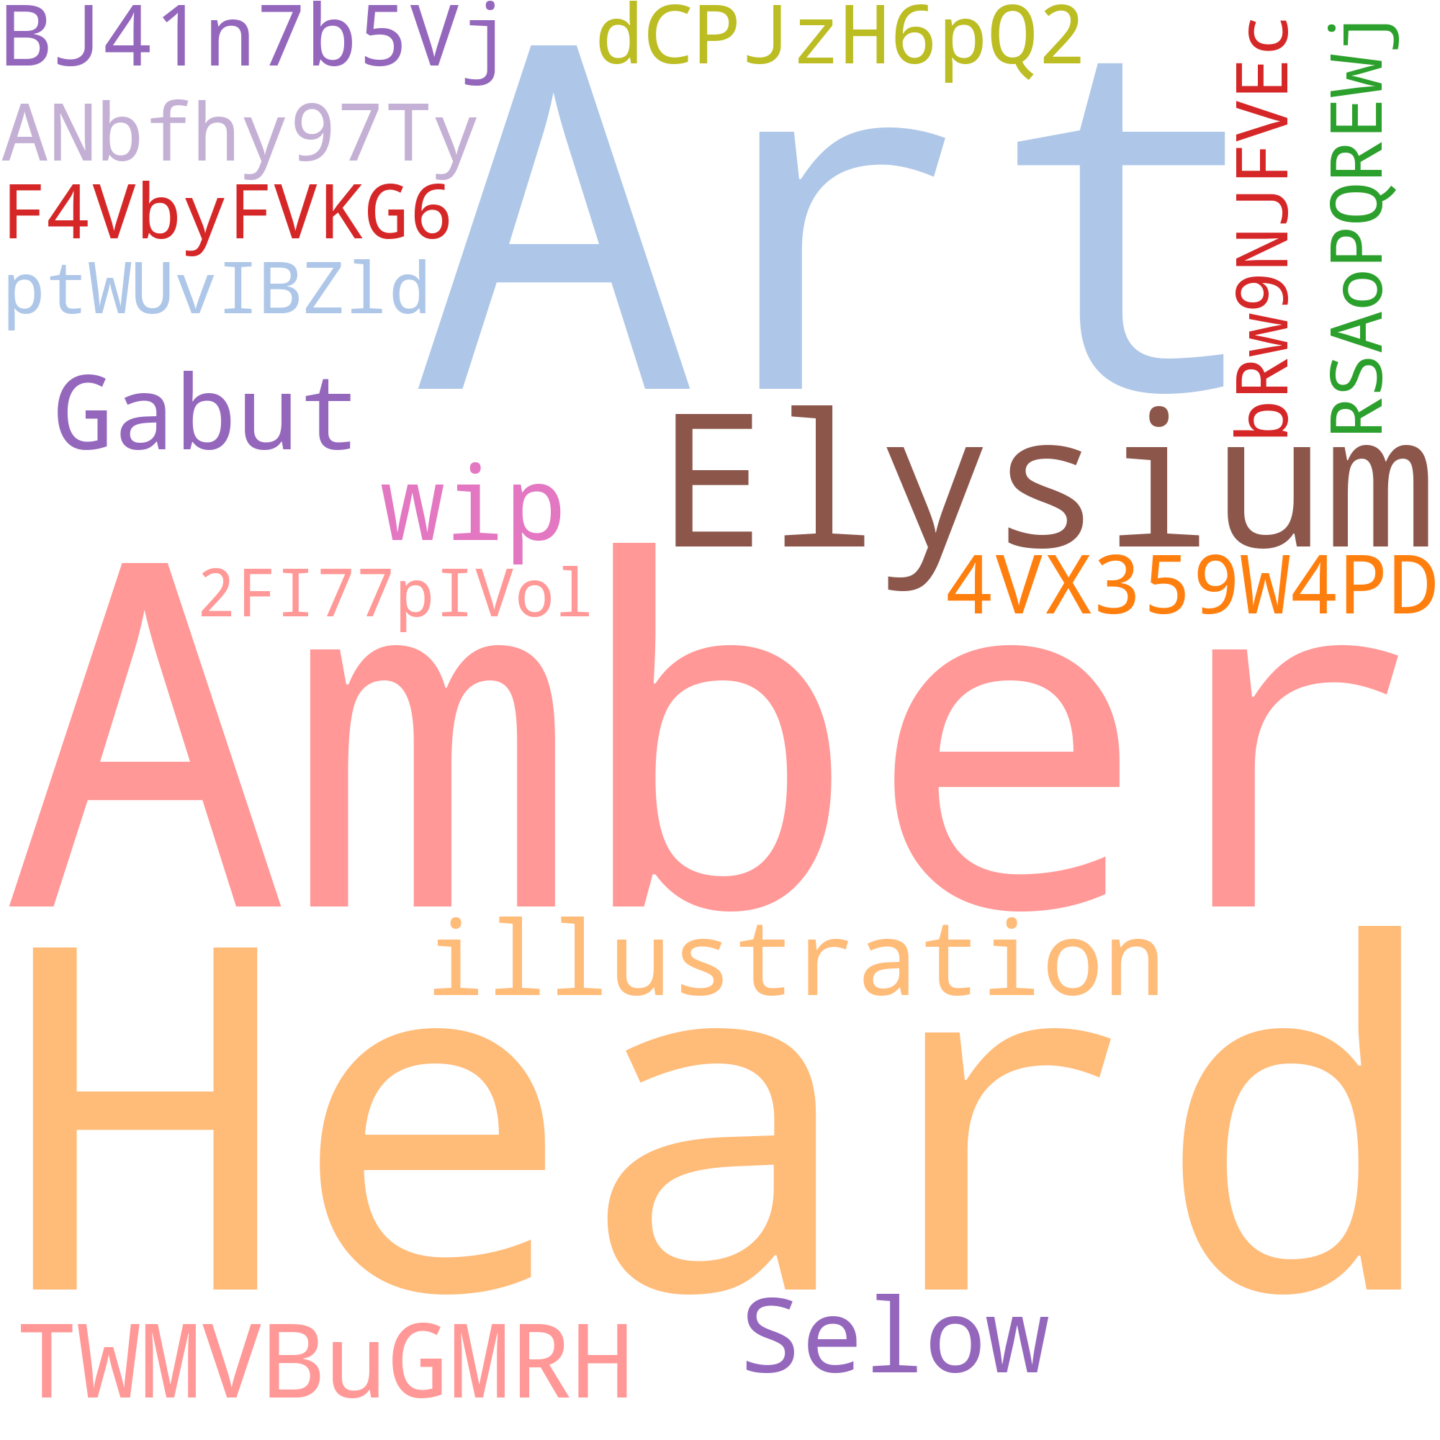 BJ41n7b5Vj
dCPJzH6pQ2
ANbfhy97Ty
Art
bRw9NJFVEc
RSAoPQREWj
F4VbyFVKG6
ptWUvIBZld
Gabut
Elysium
wip
2FI77pIVol
4VX359W4PD
Amber
illustration
Heard
TWMVBuGMRH
Selow